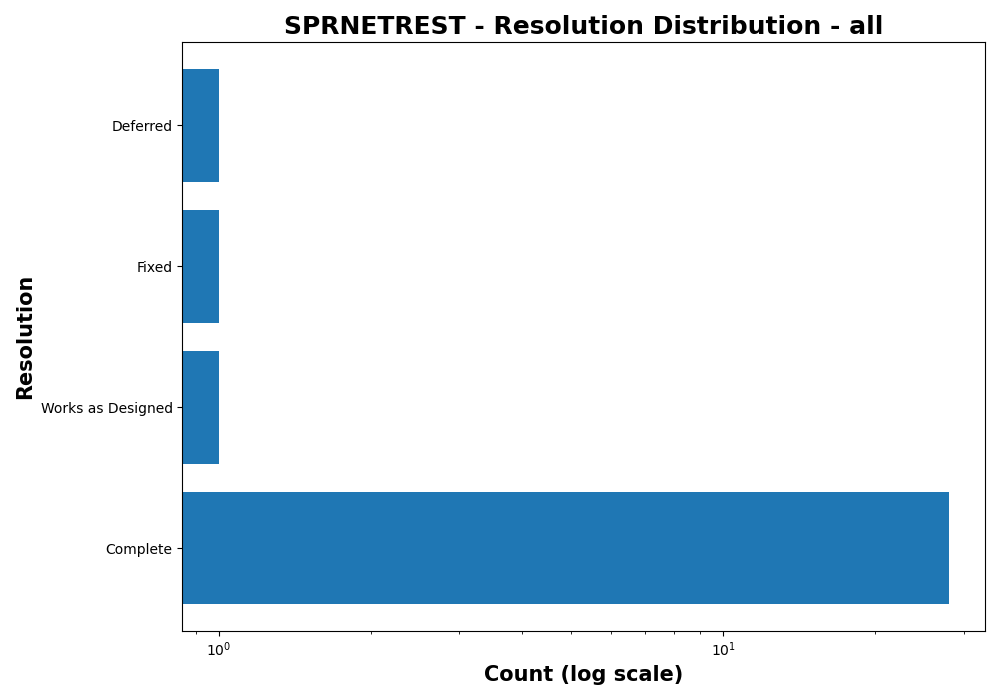 SPRNETREST - Resolution Distribution - all
Deferred
Fixed
Works as Designed
Complete
Resolution
10⁰
10¹
Count (log scale)